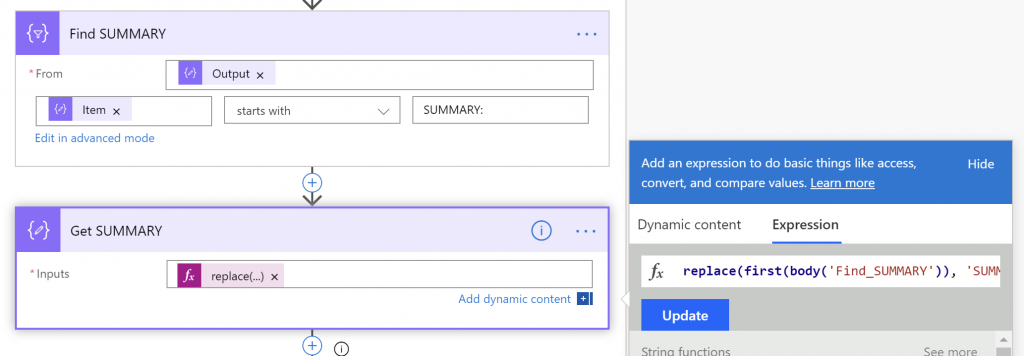 Find SUMMARY
...
* From
Output ×
Item ×
starts with
SUMMARY:
Edit in advanced mode
Get SUMMARY
...
* Inputs
fx replace(...) ×
Add dynamic content
Add an expression to do basic things like access,
convert, and compare values. Learn more
Hide
Dynamic content
Expression
fx replace(first(body('Find_SUMMARY')), 'SUMM
Update
String functions
See more